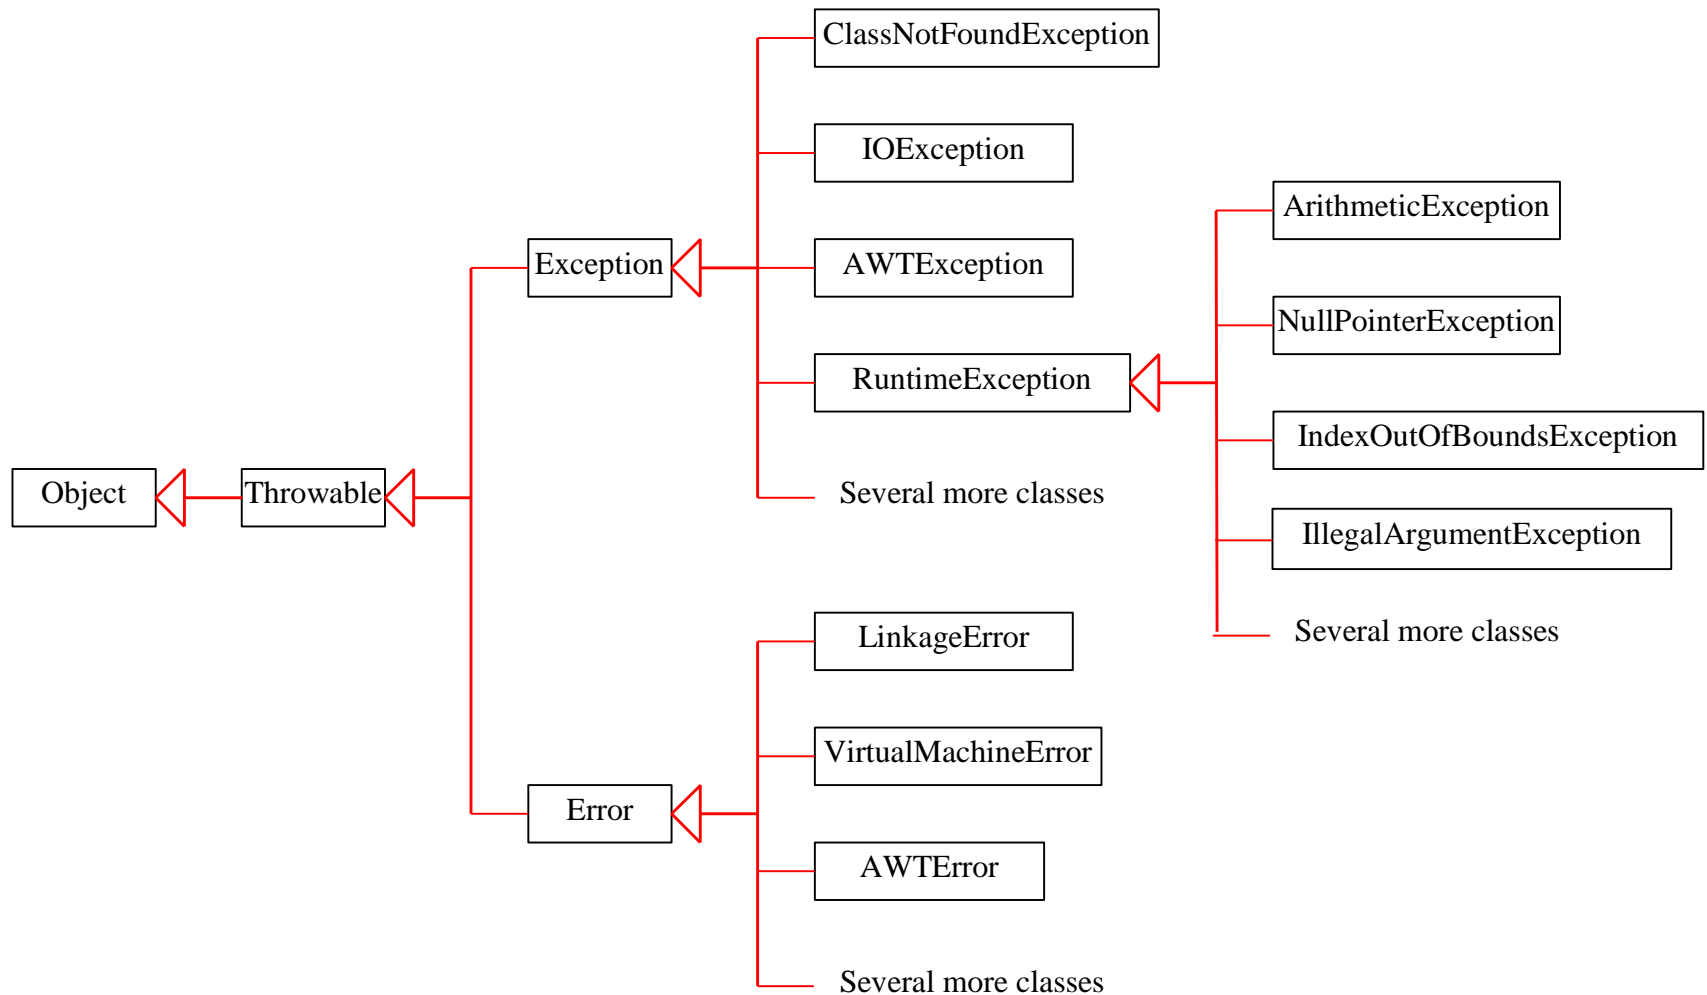 ClassNotFoundException
IOException
ArithmeticException
Exception
AWTException
NullPointerException
RuntimeException
IndexOutOfBoundsException
Object
Throwable
Several more classes
IllegalArgumentException
LinkageError
Several more classes
VirtualMachineError
Error
AWTError
Several more classes